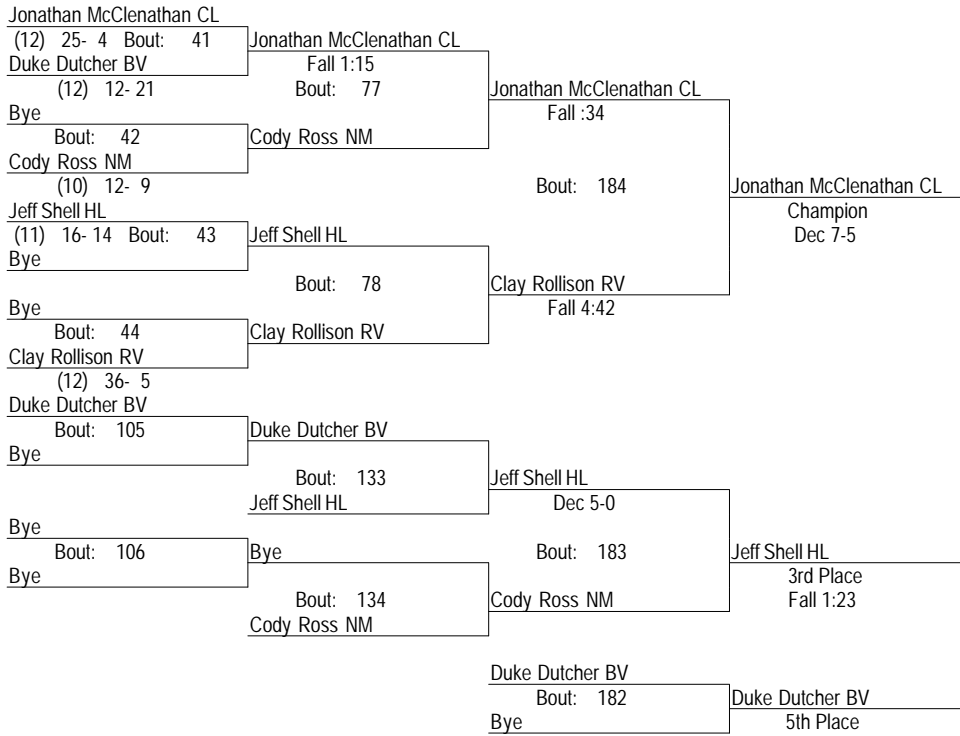 Jonathan McClenathan CL
(12) 25- 4 Bout: 41 Jonathan McClenathan CL
Duke Dutcher BV Fall 1:15
(12) 12- 21 Bout: 77 Jonathan McClenathan CL
Bye Fall :34
Bout: 42 Cody Ross NM
Cody Ross NM
(10) 12- 9 Bout: 184 Jonathan McClenathan CL
Jeff Shell HL Champion
(11) 16- 14 Bout: 43 Jeff Shell HL Dec 7-5
Bye
Bout: 78 Clay Rollison RV
Bye Fall 4:42
Bout: 44 Clay Rollison RV
Clay Rollison RV
(12) 36- 5
Duke Dutcher BV
Bout: 105 Duke Dutcher BV
Bye
Bout: 133 Jeff Shell HL
Jeff Shell HL Dec 5-0
Bye
Bout: 106 Bye Bout: 183 Jeff Shell HL
Bye 3rd Place
Bout: 134 Cody Ross NM Fall 1:23
Cody Ross NM
Duke Dutcher BV
Bout: 182 Duke Dutcher BV
Bye 5th Place